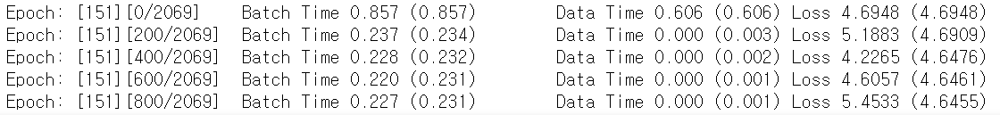 Epoch: [151][0/2069] Batch Time 0.857 (0.857) Data Time 0.606 (0.606) Loss 4.6948 (4.6948)
Epoch: [151][200/2069] Batch Time 0.237 (0.234) Data Time 0.000 (0.003) Loss 5.1883 (4.6909)
Epoch: [151][400/2069] Batch Time 0.228 (0.232) Data Time 0.000 (0.002) Loss 4.2265 (4.6476)
Epoch: [151][600/2069] Batch Time 0.220 (0.231) Data Time 0.000 (0.001) Loss 4.6057 (4.6461)
Epoch: [151][800/2069] Batch Time 0.227 (0.231) Data Time 0.000 (0.001) Loss 5.4533 (4.6455)